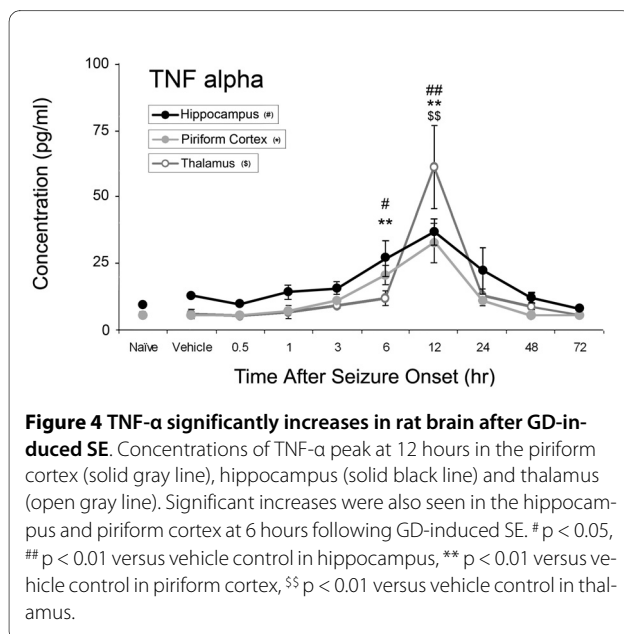 100
TNF alpha
Hippocampus (#)
Piriform Cortex (*)
Thalamus ($)
##
**
$$
75
#
**
50
25
0
Concentration (pg/ml)
Naïve Vehicle 0.5 1 3 6 12 24 48 72
Time After Seizure Onset (hr)
Figure 4 TNF-α significantly increases in rat brain after GD-in-
duced SE. Concentrations of TNF-α peak at 12 hours in the piriform
cortex (solid gray line), hippocampus (solid black line) and thalamus
(open gray line). Significant increases were also seen in the hippocam-
pus and piriform cortex at 6 hours following GD-induced SE. # p < 0.05,
## p < 0.01 versus vehicle control in hippocampus, ** p < 0.01 versus ve-
hicle control in piriform cortex, $$ p < 0.01 versus vehicle control in thal-
amus.